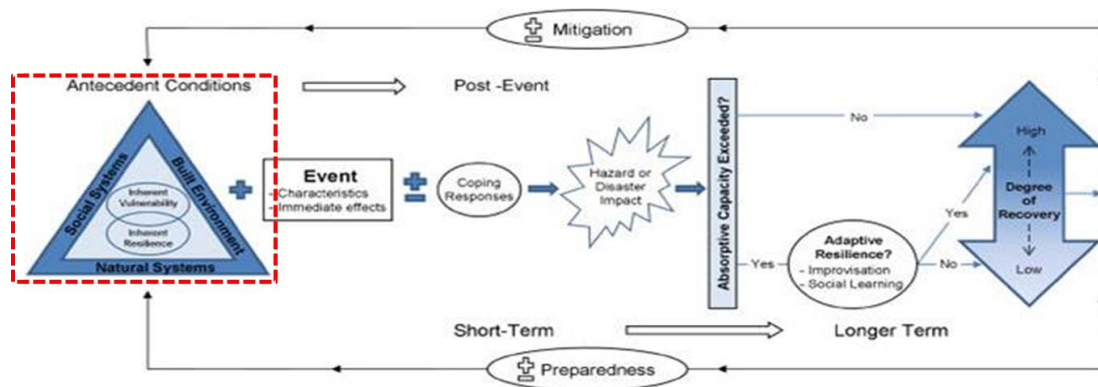 Mitigation
Antecedent Conditions
Post -Event
Social Systems
Built Environment
Natural Systems
Inherent
Vulnerability
Inherent
Resilience
Event
- Characteristics
- Immediate effects
Coping
Responses
Hazard or
Disaster
Impact
Absorptive Capacity Exceeded?
No
Yes
Adaptive
Resilience?
- Improvisation
- Social Learning
Yes
No
High
Degree
of
Recovery
Low
Short-Term
Longer Term
Preparedness